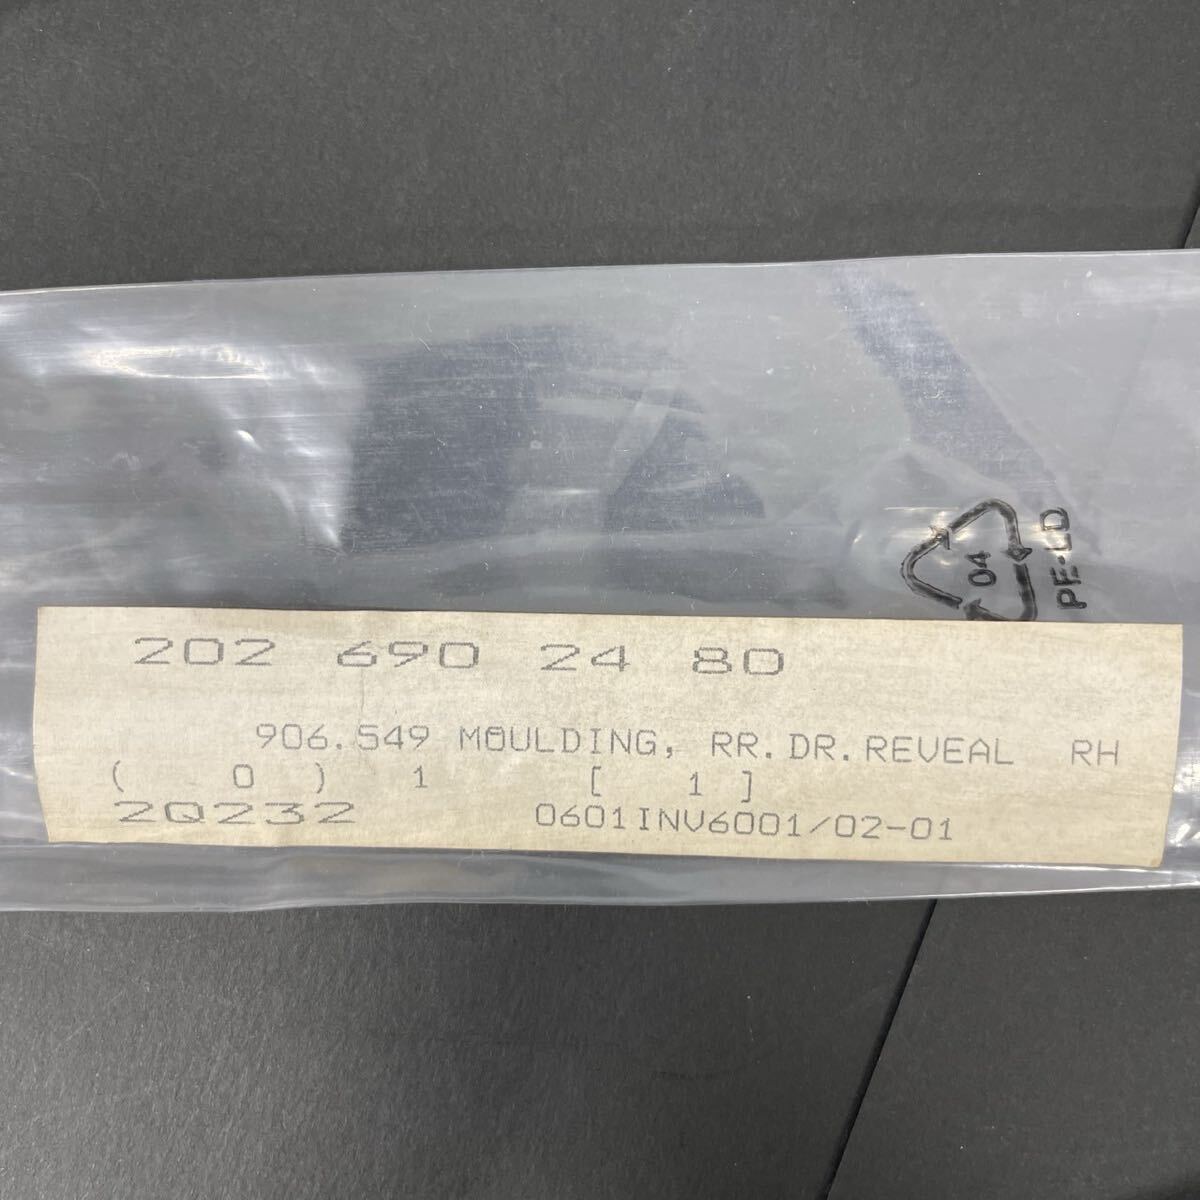 04
PE-LD
202 690 24 80
906.549 MOULDING, RR.DR.REVEAL RH
( 0 ) 1 [ 1 ]
2Q232 0601INV6001/02-01